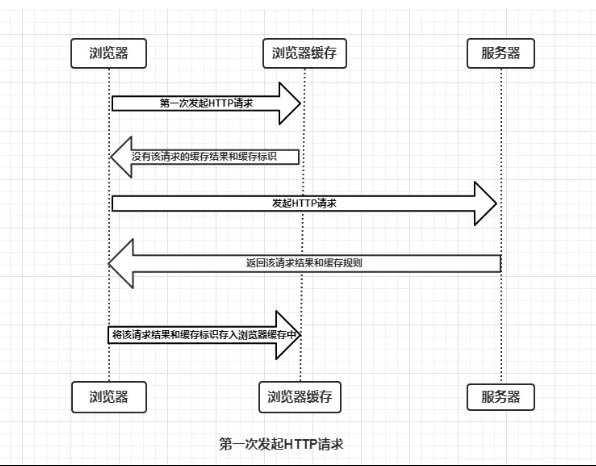 浏览器
浏览器缓存
服务器
第一次发起HTTP请求
没有该请求的缓存结果和缓存标识
发起HTTP请求
返回该请求结果和缓存规则
将该请求结果和缓存标识存入浏览器缓存中
浏览器
浏览器缓存
服务器
第一次发起HTTP请求